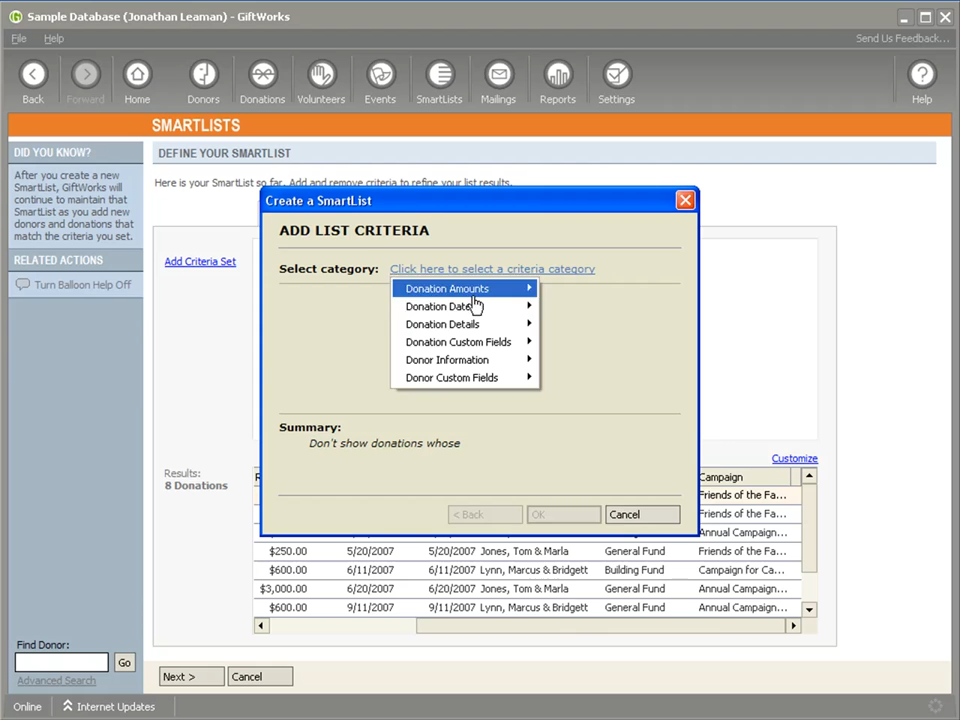 Sample Database (Jonathan Leaman) - GiftWorks
File Help Send Us Feedback...
Back Forward Home Donors Donations Volunteers Events SmartLists Mailings Reports Settings Help
SMARTLISTS
DID YOU KNOW?
After you create a new
SmartList, GiftWorks will
continue to maintain that
SmartList as you add new
donors and donations that
match the criteria you set.
RELATED ACTIONS
Turn Balloon Help Off
DEFINE YOUR SMARTLIST
Here is your SmartList so far. Add and remove criteria to refine your list results.
Add Criteria Set
Create a SmartList
ADD LIST CRITERIA
Select category: Click here to select a criteria category
Donation Amounts
Donation Dates
Donation Details
Donation Custom Fields
Donor Information
Donor Custom Fields
Summary:
Don't show donations whose
< Back OK Cancel
Customize
Results:
8 Donations
Campaign
Friends of the Fa...
Friends of the Fa...
Annual Campaign...
$250.00 5/20/2007 5/20/2007 Jones, Tom & Marla General Fund Friends of the Fa...
$600.00 6/11/2007 6/11/2007 Lynn, Marcus & Bridgett Building Fund Campaign for Ca...
$3,000.00 6/20/2007 6/20/2007 Jones, Tom & Marla General Fund Annual Campaign...
$600.00 9/11/2007 9/11/2007 Lynn, Marcus & Bridgett General Fund Annual Campaign...
Find Donor:
Go
Advanced Search
Next > Cancel
Online Internet Updates